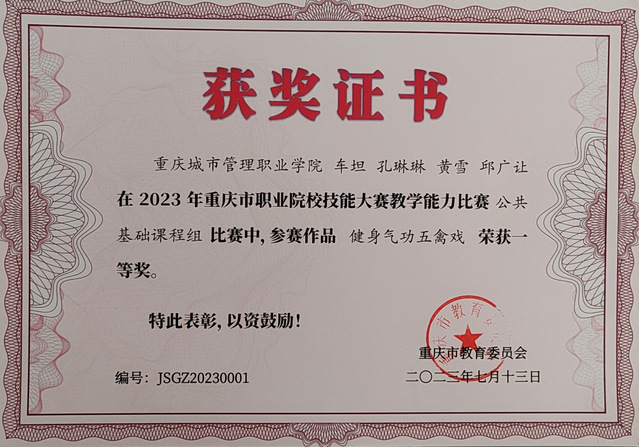 获奖证书
重庆城市管理职业学院 车坦 孔琳琳 黄雪 邱广让
在 2023 年重庆市职业院校技能大赛教学能力比赛 公共
基础课程组 比赛中,参赛作品 健身气功五禽戏 荣获一
等奖。
特此表彰,以资鼓励!
重庆市教育委员会
编号：JSGZ20230001
二〇二三年七月十三日